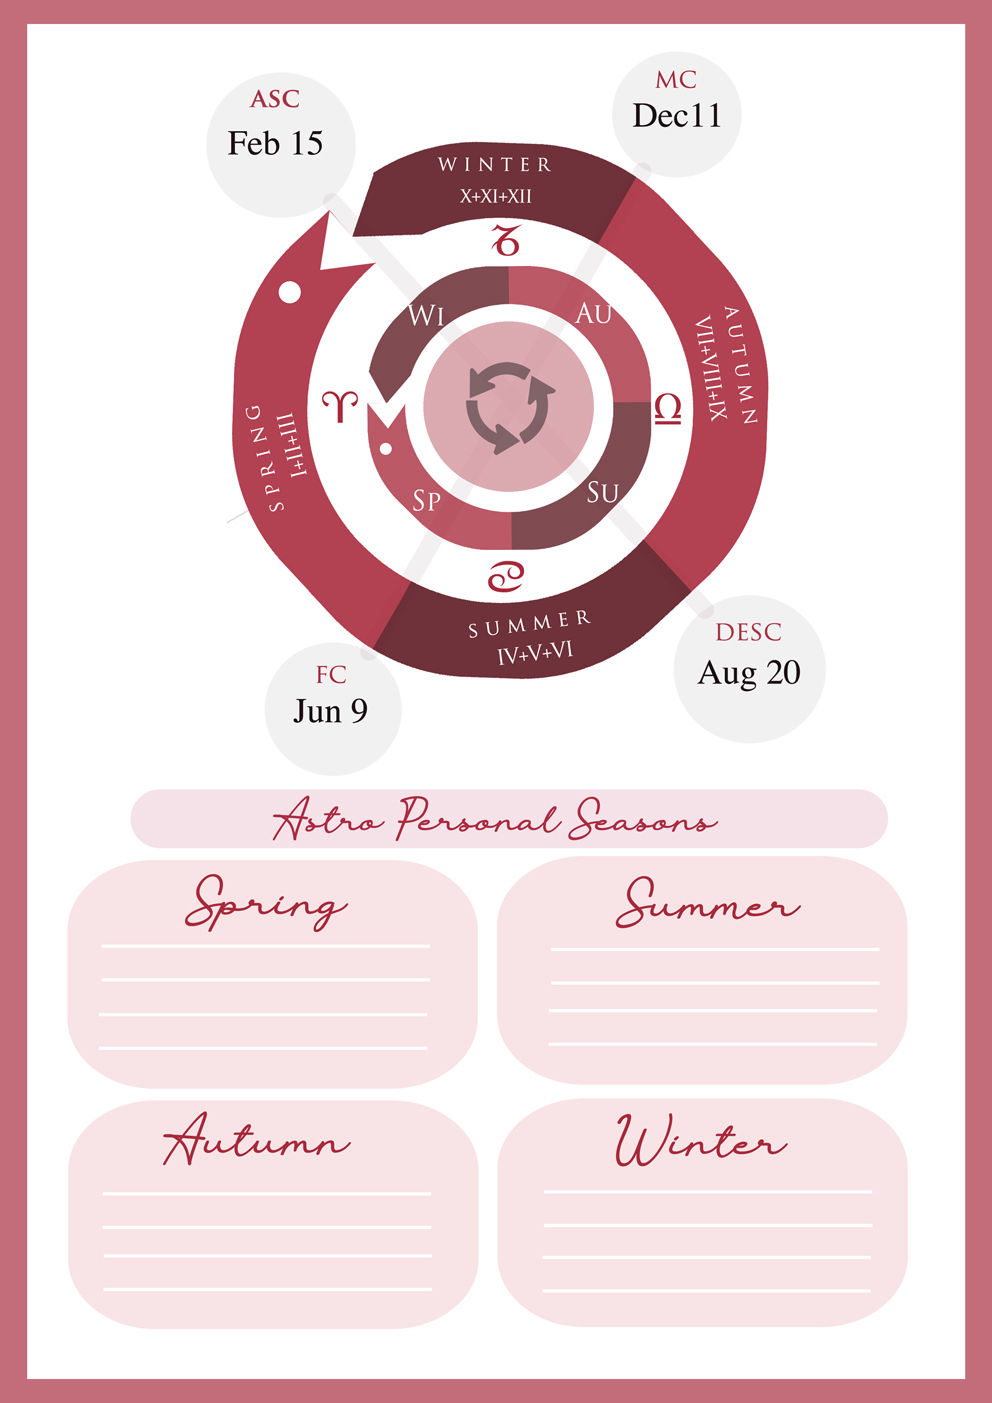 ASC
Feb 15
MC
Dec11
WINTER
X+XI+XII
♑
WI
AU
AUTUMN
VII+VIII+IX
♈
♎
SPRING
I+II+III
SP
SU
♋
SUMMER
IV+V+VI
DESC
Aug 20
FC
Jun 9
Astro Personal Seasons
Spring
Summer
Autumn
Winter